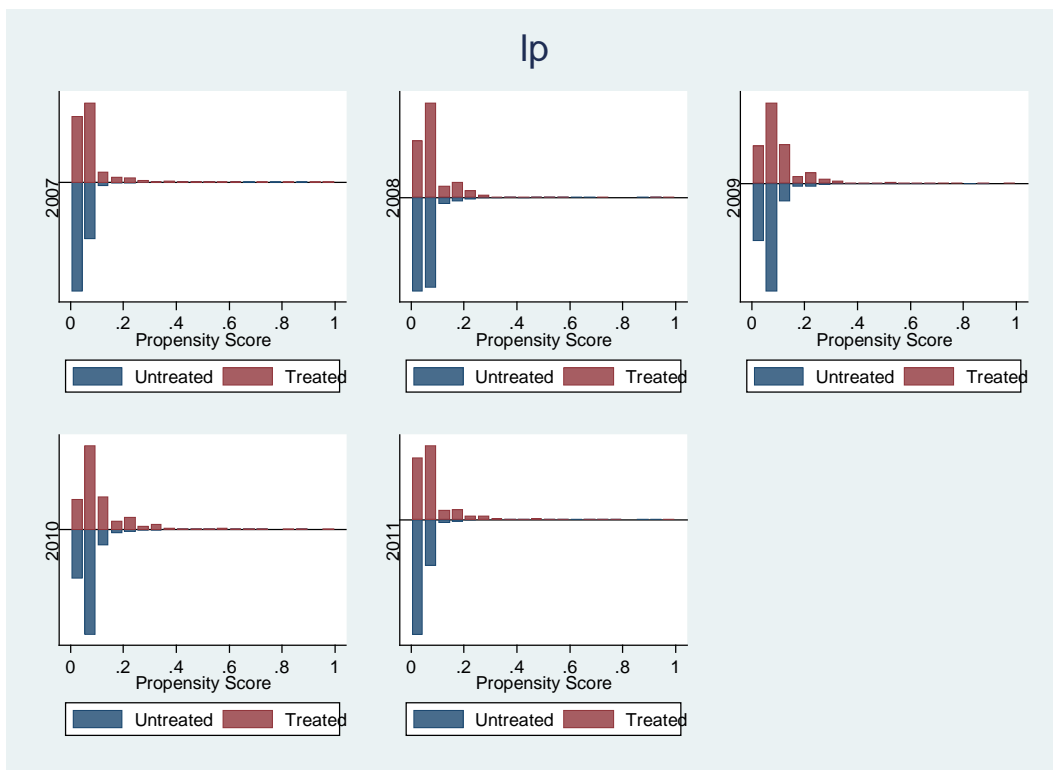 lp
2007
0 .2 .4 .6 .8 1
Propensity Score
Untreated Treated
2008
0 .2 .4 .6 .8 1
Propensity Score
Untreated Treated
2009
0 .2 .4 .6 .8 1
Propensity Score
Untreated Treated
2010
0 .2 .4 .6 .8 1
Propensity Score
Untreated Treated
2011
0 .2 .4 .6 .8 1
Propensity Score
Untreated Treated